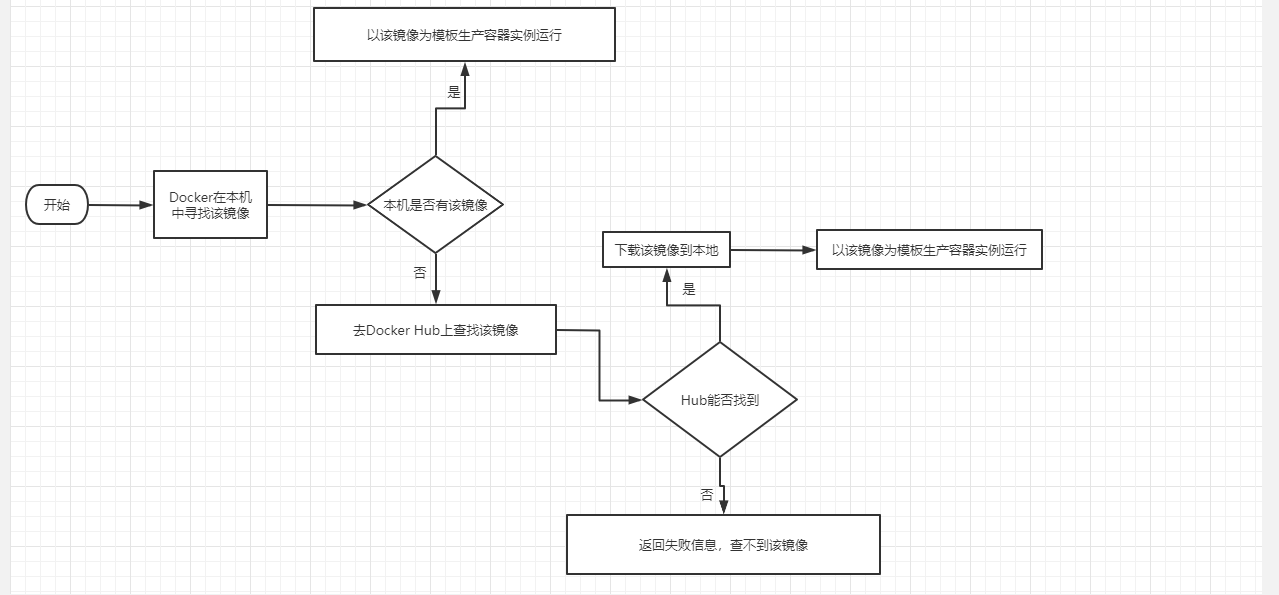 以该镜像为模板生产容器实例运行
是
开始
Docker在本机
中寻找该镜像
本机是否有该镜像
否
去Docker Hub上查找该镜像
下载该镜像到本地
以该镜像为模板生产容器实例运行
是
Hub能否找到
否
返回失败信息，查不到该镜像